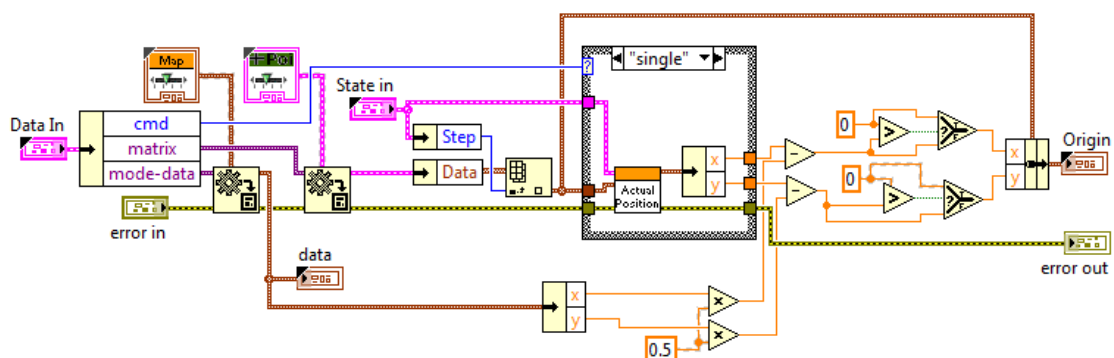 Map
+ Poi
"single"
State in
Data In
cmd
matrix
mode-data
Step
Data
?
x
y
Actual
Position
0
>
?
T
F
0
>
?
T
F
x
y
Origin
error in
data
error out
x
y
0.5